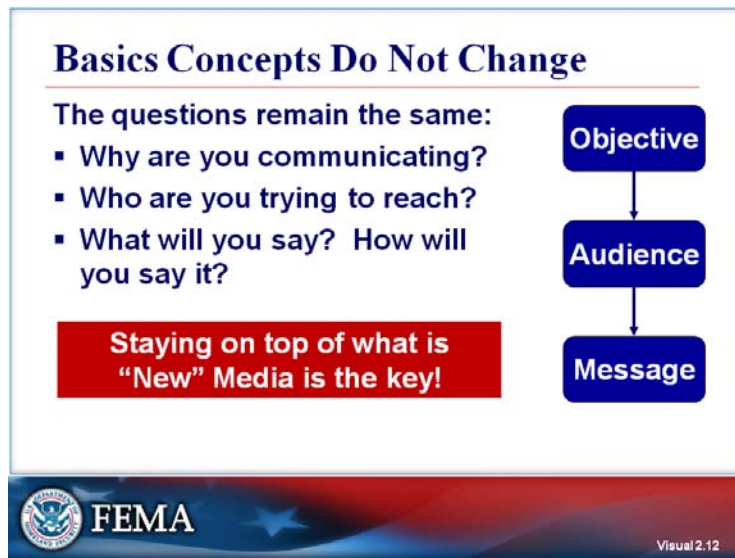 Basics Concepts Do Not Change
The questions remain the same:
▪ Why are you communicating?
▪ Who are you trying to reach?
▪ What will you say?  How will
you say it?
Staying on top of what is
“New” Media is the key!
Objective
Audience
Message
FEMA
Visual 2.12